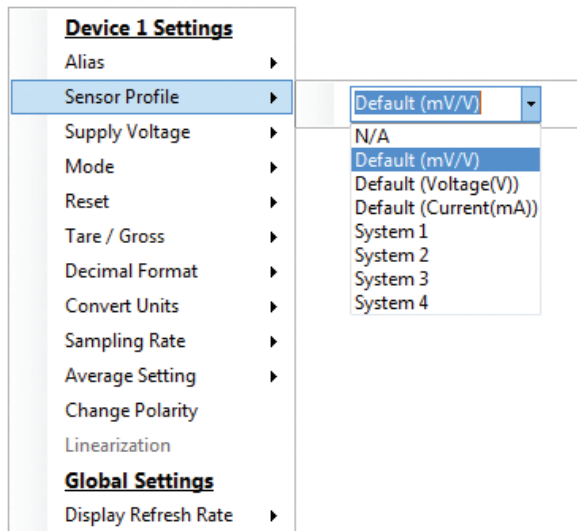 Device 1 Settings
Alias
Sensor Profile
Supply Voltage
Mode
Reset
Tare / Gross
Decimal Format
Convert Units
Sampling Rate
Average Setting
Change Polarity
Linearization
Global Settings
Display Refresh Rate
Default (mV/V)
N/A
Default (mV/V)
Default (Voltage(V))
Default (Current(mA))
System 1
System 2
System 3
System 4